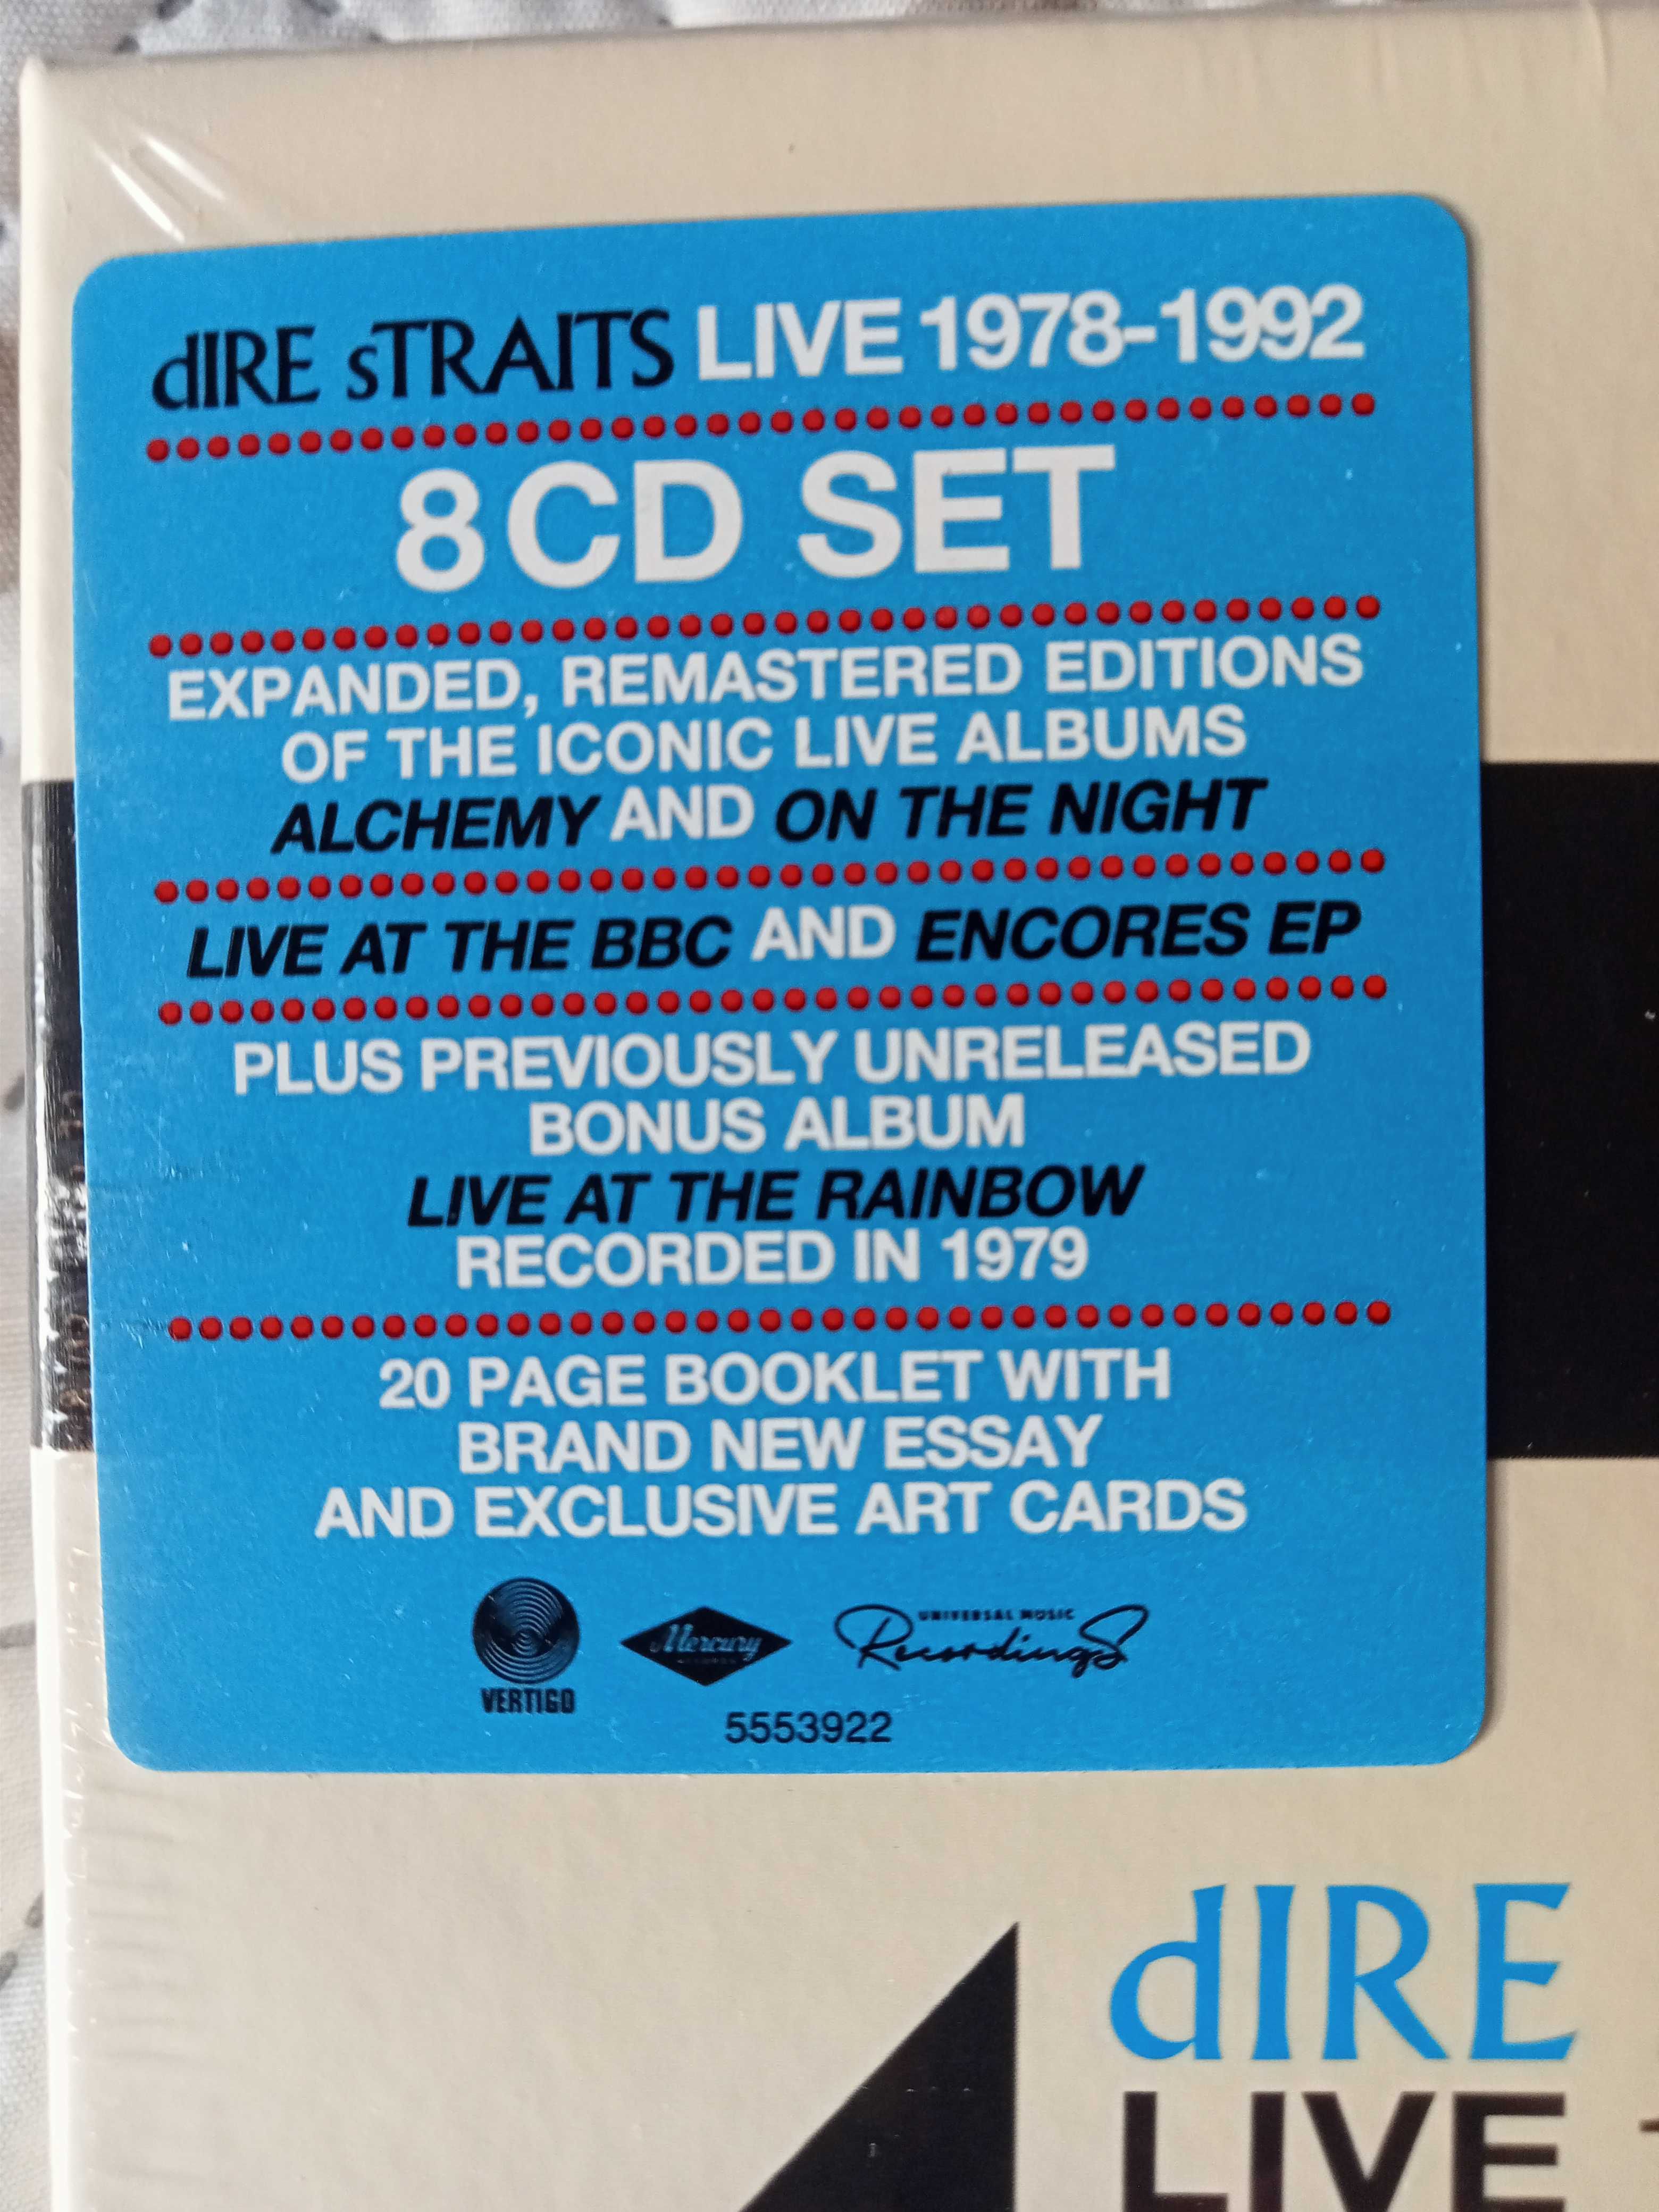 dIRE sTRAITS LIVE 1978-1992
8 CD SET
EXPANDED, REMASTERED EDITIONS
OF THE ICONIC LIVE ALBUMS
ALCHEMY AND ON THE NIGHT
LIVE AT THE BBC AND ENCORES EP
PLUS PREVIOUSLY UNRELEASED
BONUS ALBUM
LIVE AT THE RAINBOW
RECORDED IN 1979
20 PAGE BOOKLET WITH
BRAND NEW ESSAY
AND EXCLUSIVE ART CARDS
VERTIGO
Mercury
RECORDS
UNIVERSAL MUSIC
Recordings
5553922
dIRE
LIVE